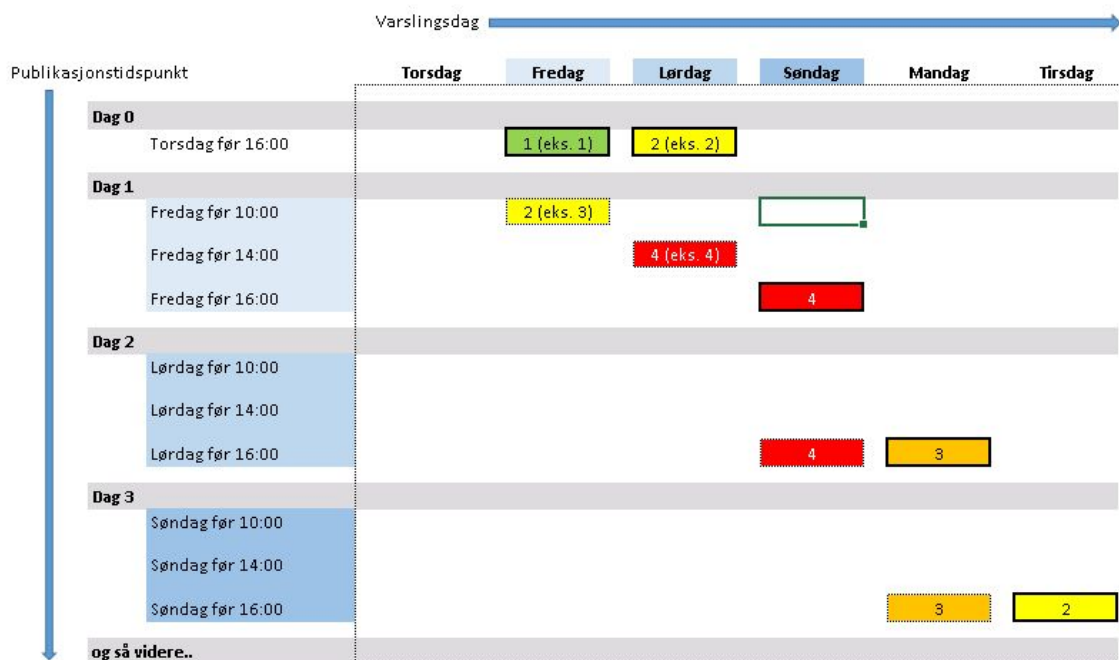 Varslingsdag
Publikasjonstidspunkt Torsdag Fredag Lørdag Søndag Mandag Tirsdag
Dag 0
Torsdag før 16:00 1 (eks. 1) 2 (eks. 2)
Dag 1
Fredag før 10:00 2 (eks. 3)
Fredag før 14:00 4 (eks. 4)
Fredag før 16:00 4
Dag 2
Lørdag før 10:00
Lørdag før 14:00
Lørdag før 16:00 4 3
Dag 3
Søndag før 10:00
Søndag før 14:00
Søndag før 16:00 3 2
og så videre..